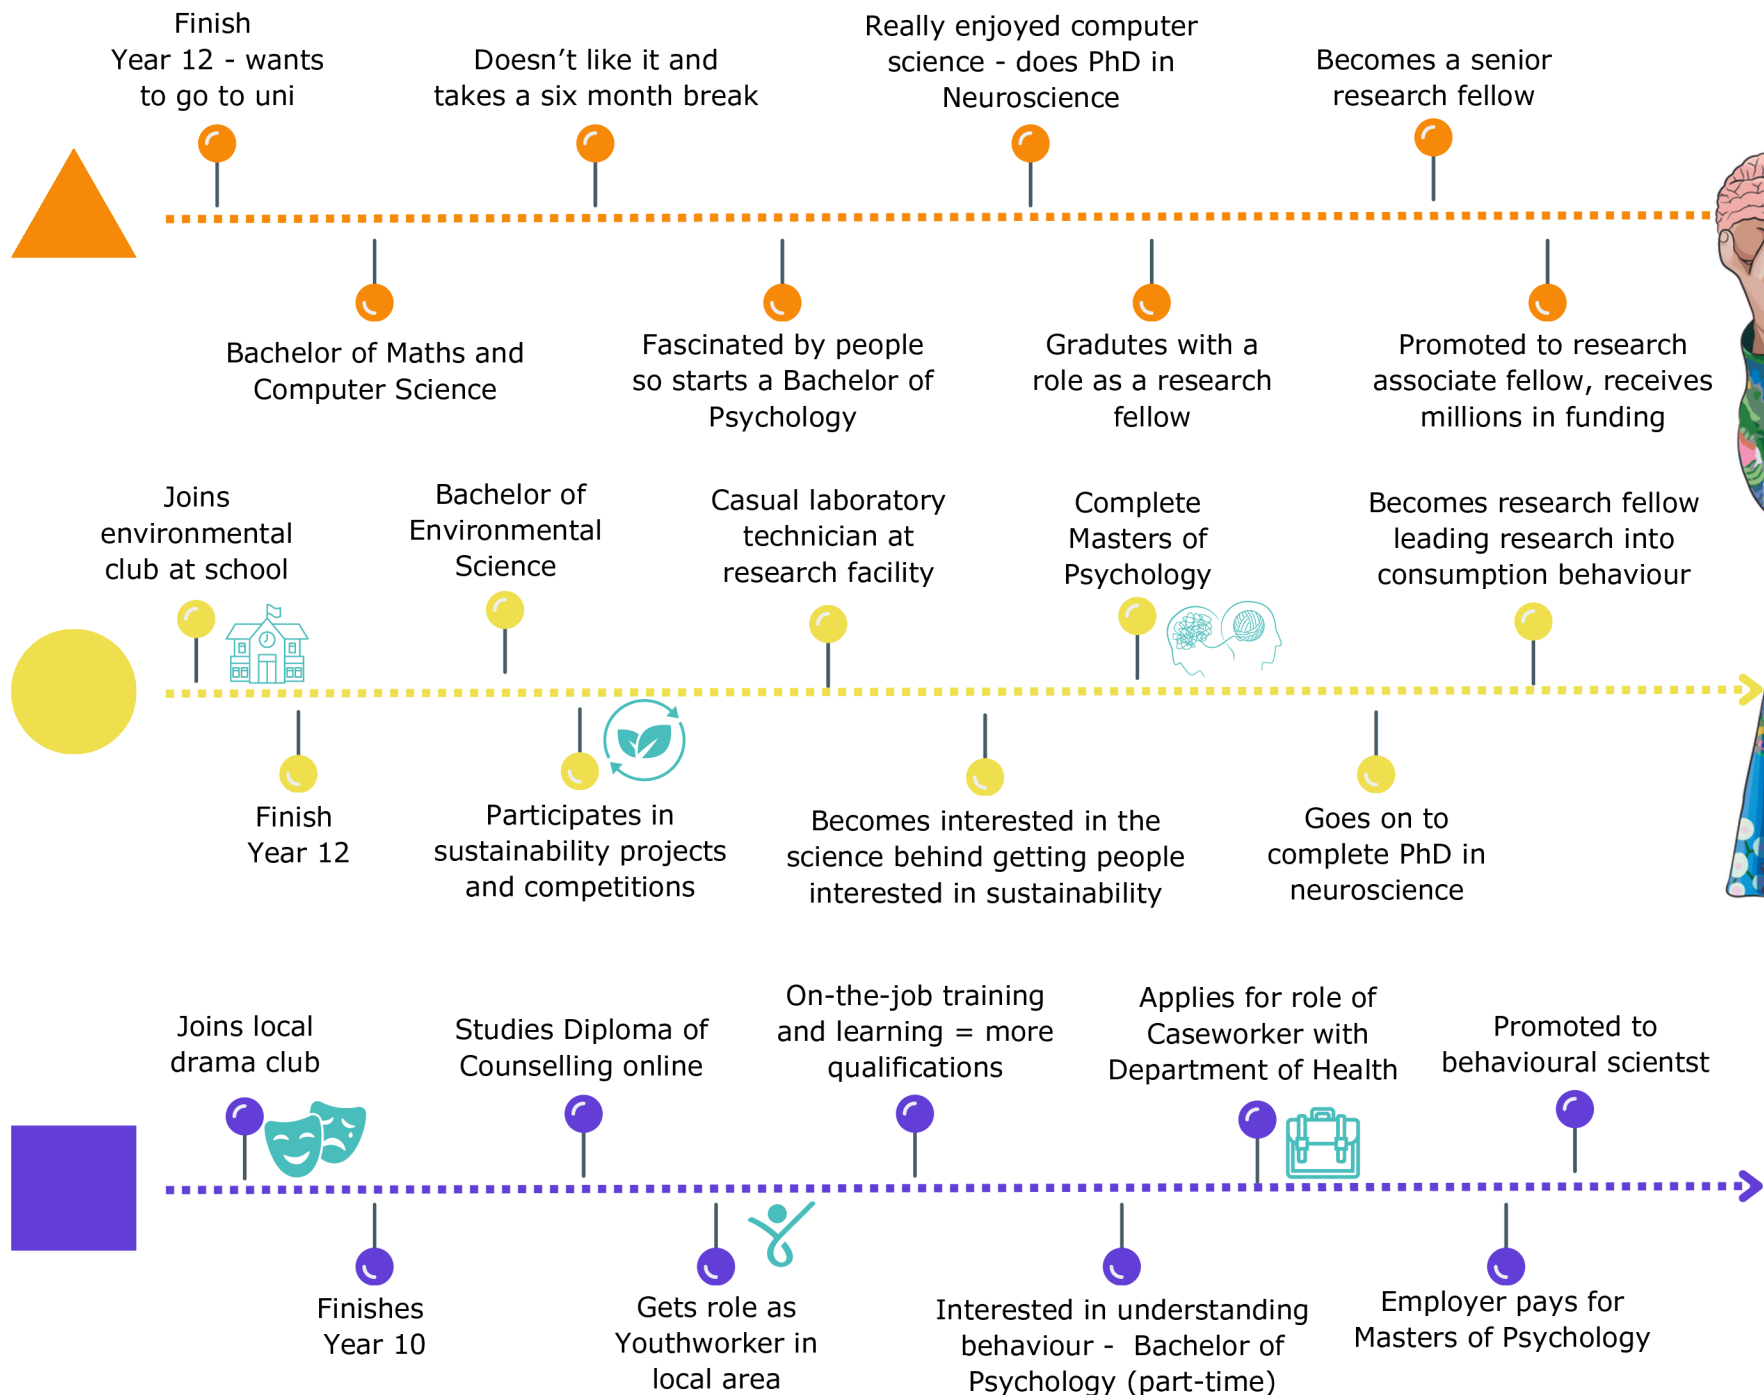 Finish
Year 12 - wants
to go to uni
Bachelor of Maths and
Computer Science
Doesn't like it and
takes a six month break
Fascinated by people
so starts a Bachelor of
Psychology
Really enjoyed computer
science - does PhD in
Neuroscience
Gradutes with a
role as a research
fellow
Becomes a senior
research fellow
Promoted to research
associate fellow, receives
millions in funding
Joins
environmental
club at school
Finish
Year 12
Bachelor of
Environmental
Science
Participates in
sustainability projects
and competitions
Casual laboratory
technician at
research facility
Becomes interested in the
science behind getting people
interested in sustainability
Complete
Masters of
Psychology
Goes on to
complete PhD in
neuroscience
Becomes research fellow
leading research into
consumption behaviour
Joins local
drama club
Finishes
Year 10
Studies Diploma of
Counselling online
Gets role as
Youthworker in
local area
On-the-job training
and learning = more
qualifications
Interested in understanding
behaviour -  Bachelor of
Psychology (part-time)
Applies for role of
Caseworker with
Department of Health
Employer pays for
Masters of Psychology
Promoted to
behavioural scientst